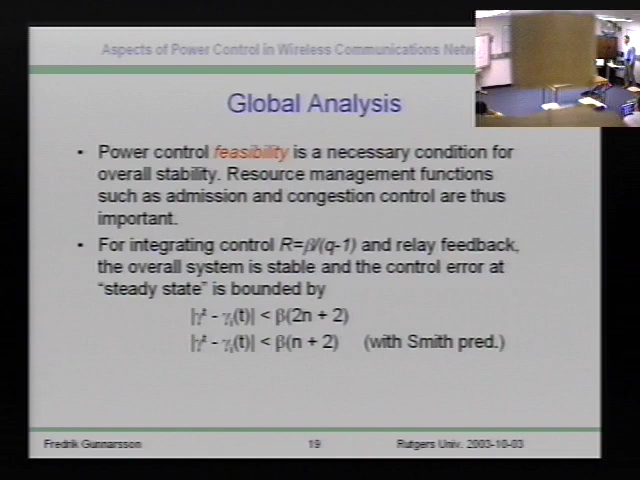 Aspects of Power Control in Wireless Communications Netw
Global Analysis
• Power control feasibility is a necessary condition for
overall stability. Resource management functions
such as admission and congestion control are thus
important.
• For integrating control R=β/(q-1) and relay feedback,
the overall system is stable and the control error at
“steady state” is bounded by
|γᵗ - γᵢ(t)| < β(2n + 2)
|γᵗ - γᵢ(t)| < β(n + 2) (with Smith pred.)
Fredrik Gunnarsson 19 Rutgers Univ. 2003-10-03